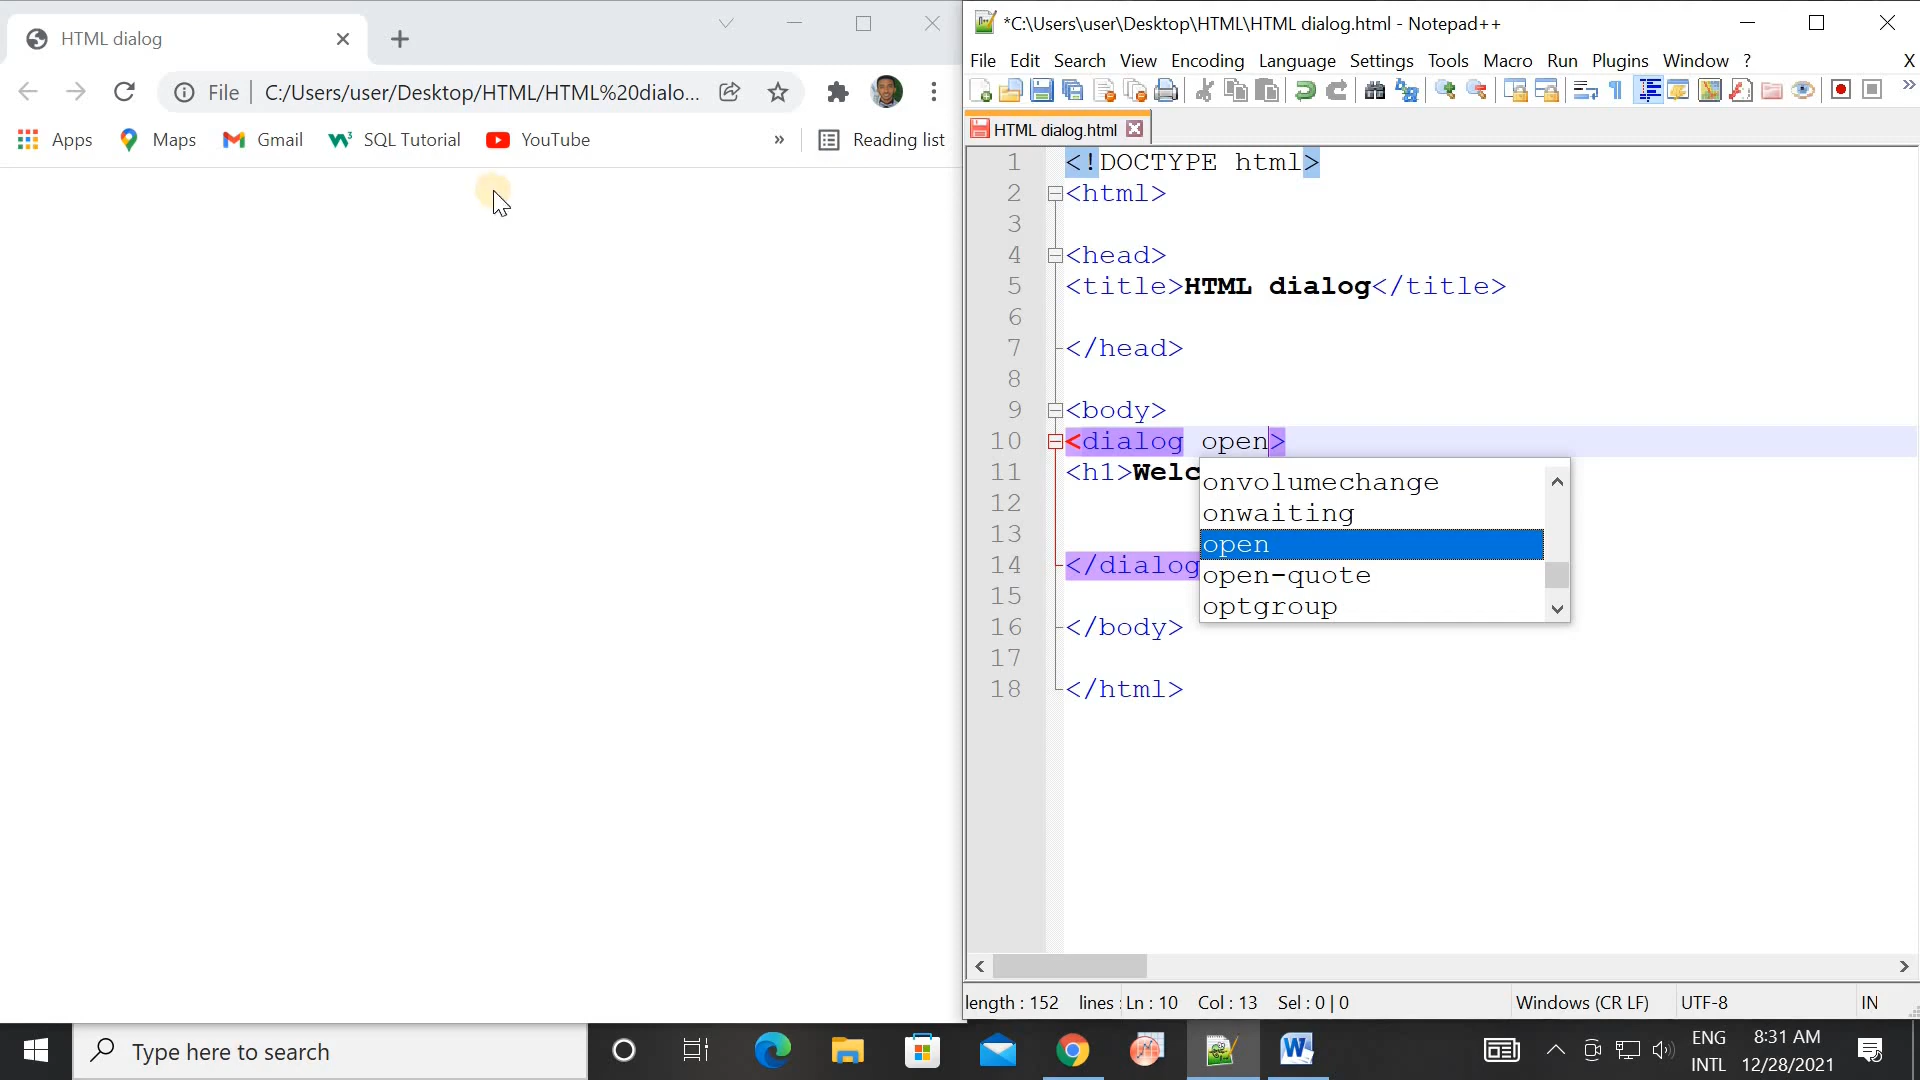 HTML dialog
File C:/Users/user/Desktop/HTML/HTML%20dialo...
Apps Maps Gmail SQL Tutorial YouTube » Reading list
*C:\Users\user\Desktop\HTML\HTML dialog.html - Notepad++
File Edit Search View Encoding Language Settings Tools Macro Run Plugins Window ? X
HTML dialog.html
1 <!DOCTYPE html>
2 <html>
3
4 <head>
5 <title>HTML dialog</title>
6
7 </head>
8
9 <body>
10 <dialog open>
11 <h1>Welc
12
13
14 </dialog
15
16 </body>
17
18 </html>
onvolumechange
onwaiting
open
open-quote
optgroup
length : 152 lines : Ln : 10 Col : 13 Sel : 0 | 0 Windows (CR LF) UTF-8 IN
Type here to search
ENG
INTL
8:31 AM
12/28/2021